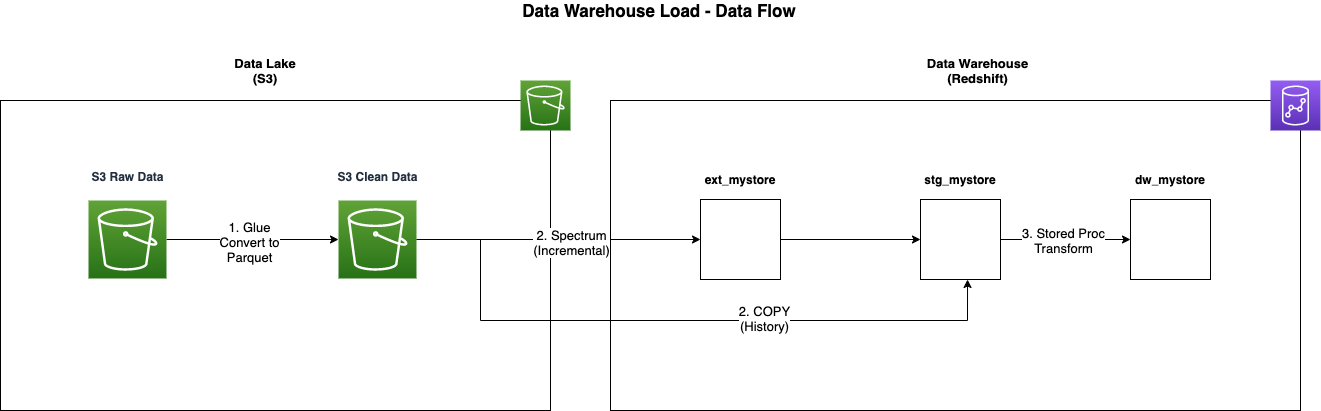 Data Warehouse Load - Data Flow
Data Lake
(S3)
Data Warehouse
(Redshift)
S3 Raw Data
S3 Clean Data
ext_mystore
stg_mystore
dw_mystore
1. Glue
Convert to
Parquet
2. Spectrum
(Incremental)
3. Stored Proc
Transform
2. COPY
(History)